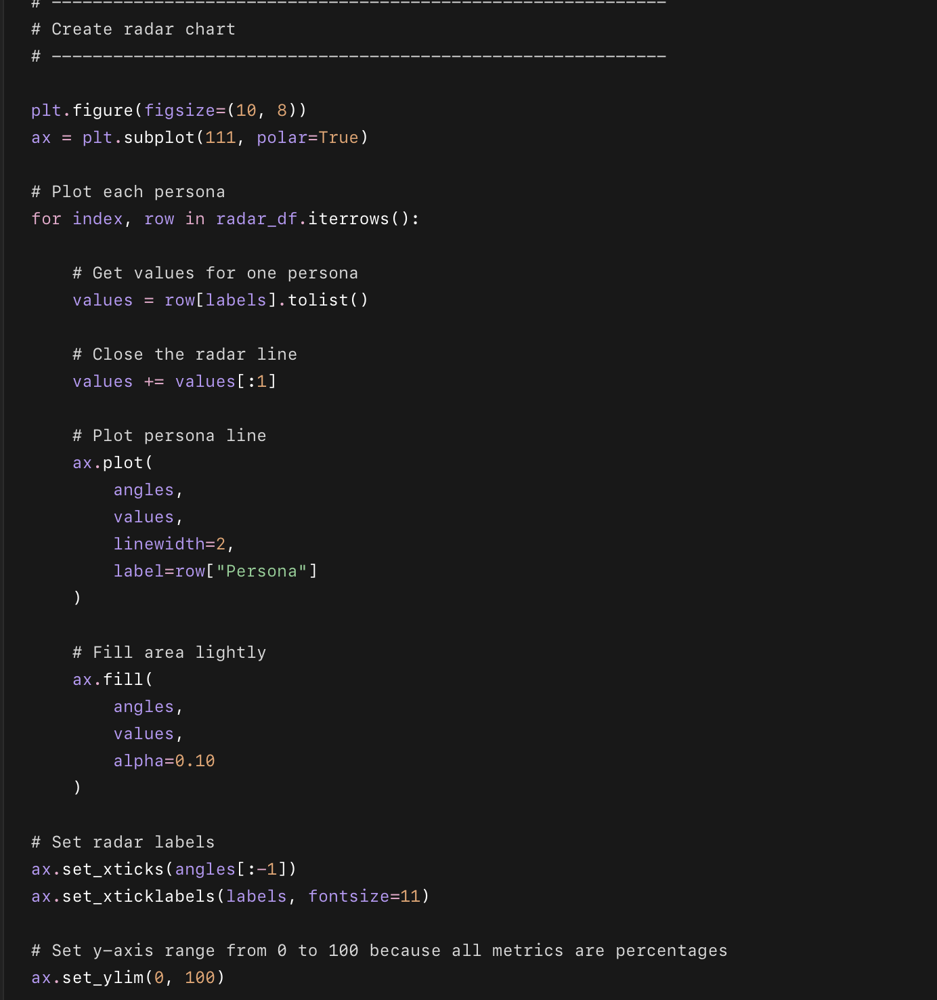 # ------------------------------------------------------------
# Create radar chart
# ------------------------------------------------------------

plt.figure(figsize=(10, 8))
ax = plt.subplot(111, polar=True)

# Plot each persona
for index, row in radar_df.iterrows():

    # Get values for one persona
    values = row[labels].tolist()

    # Close the radar line
    values += values[:1]

    # Plot persona line
    ax.plot(
        angles,
        values,
        linewidth=2,
        label=row["Persona"]
    )

    # Fill area lightly
    ax.fill(
        angles,
        values,
        alpha=0.10
    )

# Set radar labels
ax.set_xticks(angles[:-1])
ax.set_xticklabels(labels, fontsize=11)

# Set y-axis range from 0 to 100 because all metrics are percentages
ax.set_ylim(0, 100)